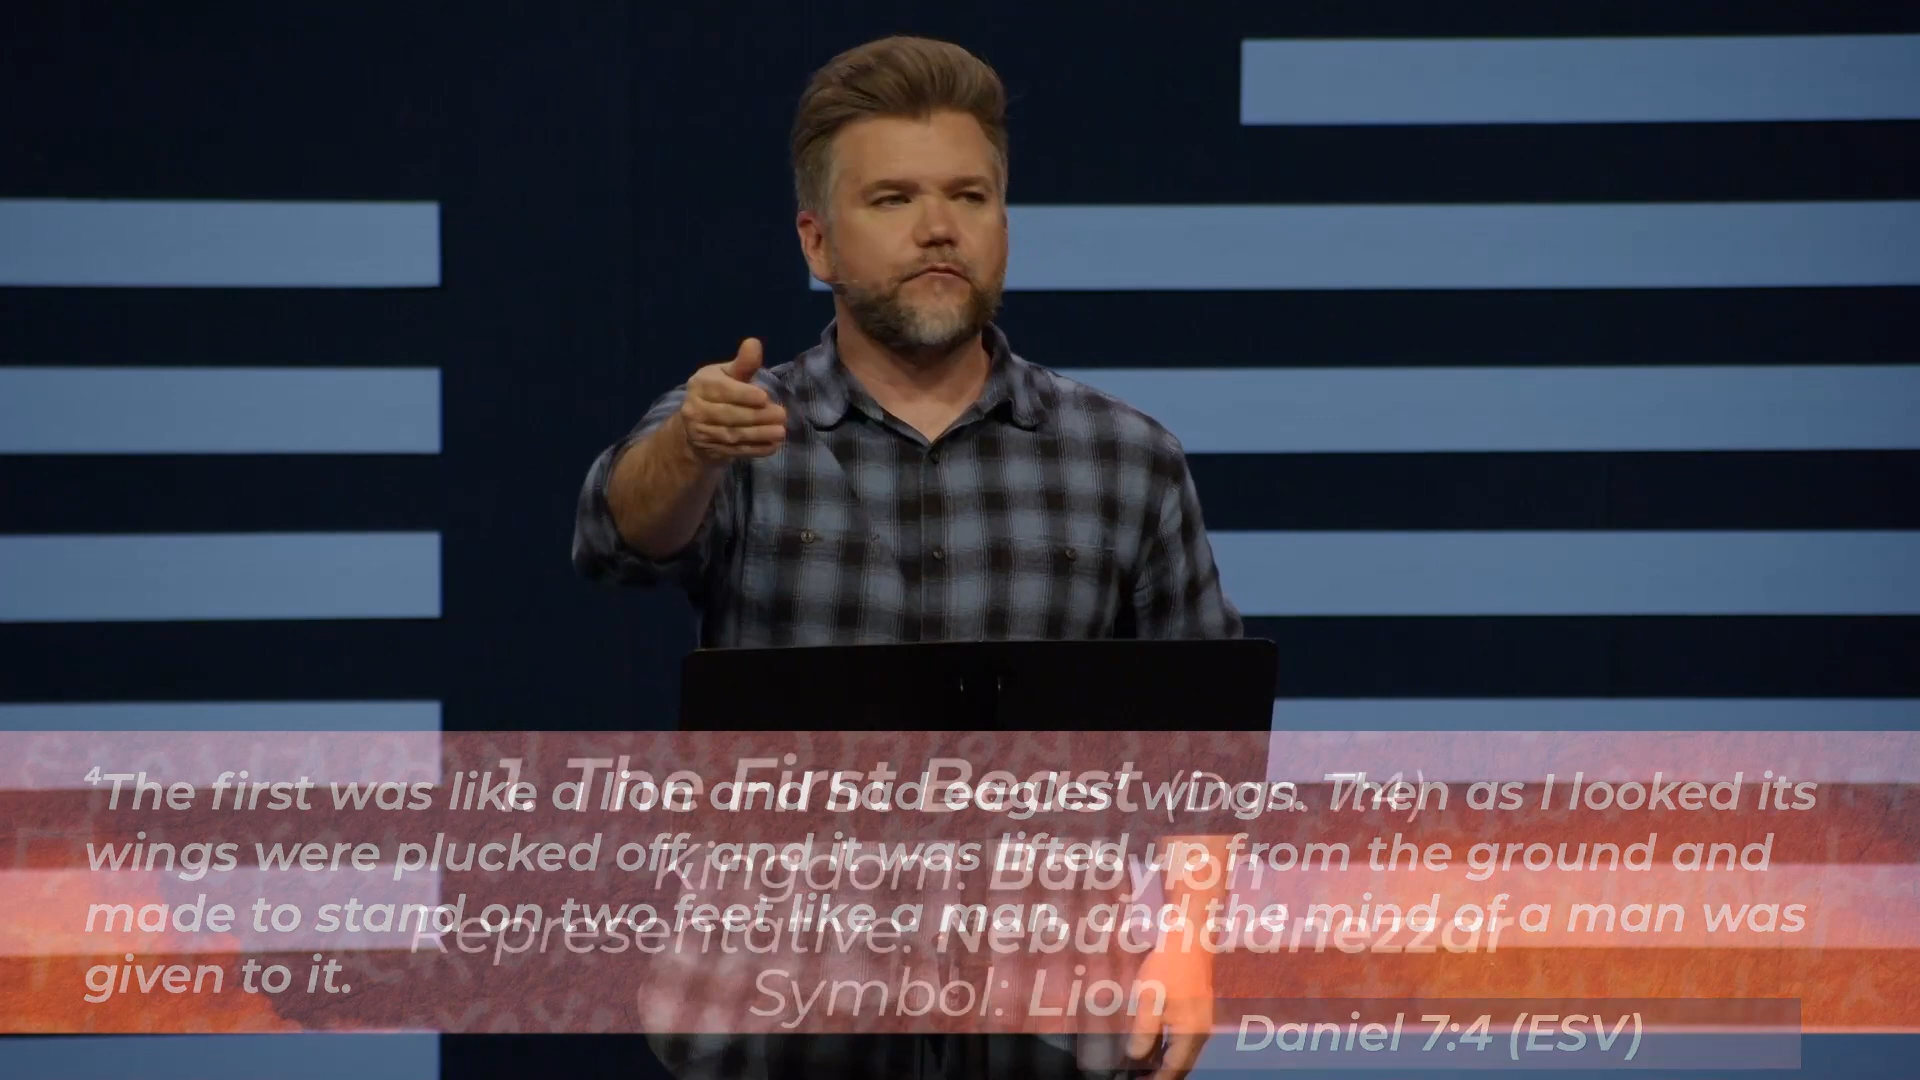 ⁴The first was like a lion and had eagles' wings. Then as I looked its
wings were plucked off, and it was lifted up from the ground and
made to stand on two feet like a man, and the mind of a man was
given to it.
Daniel 7:4 (ESV)
1. The First Beast (Dan. 7:4)
Kingdom: Babylon
Representative: Nebuchadnezzar
Symbol: Lion